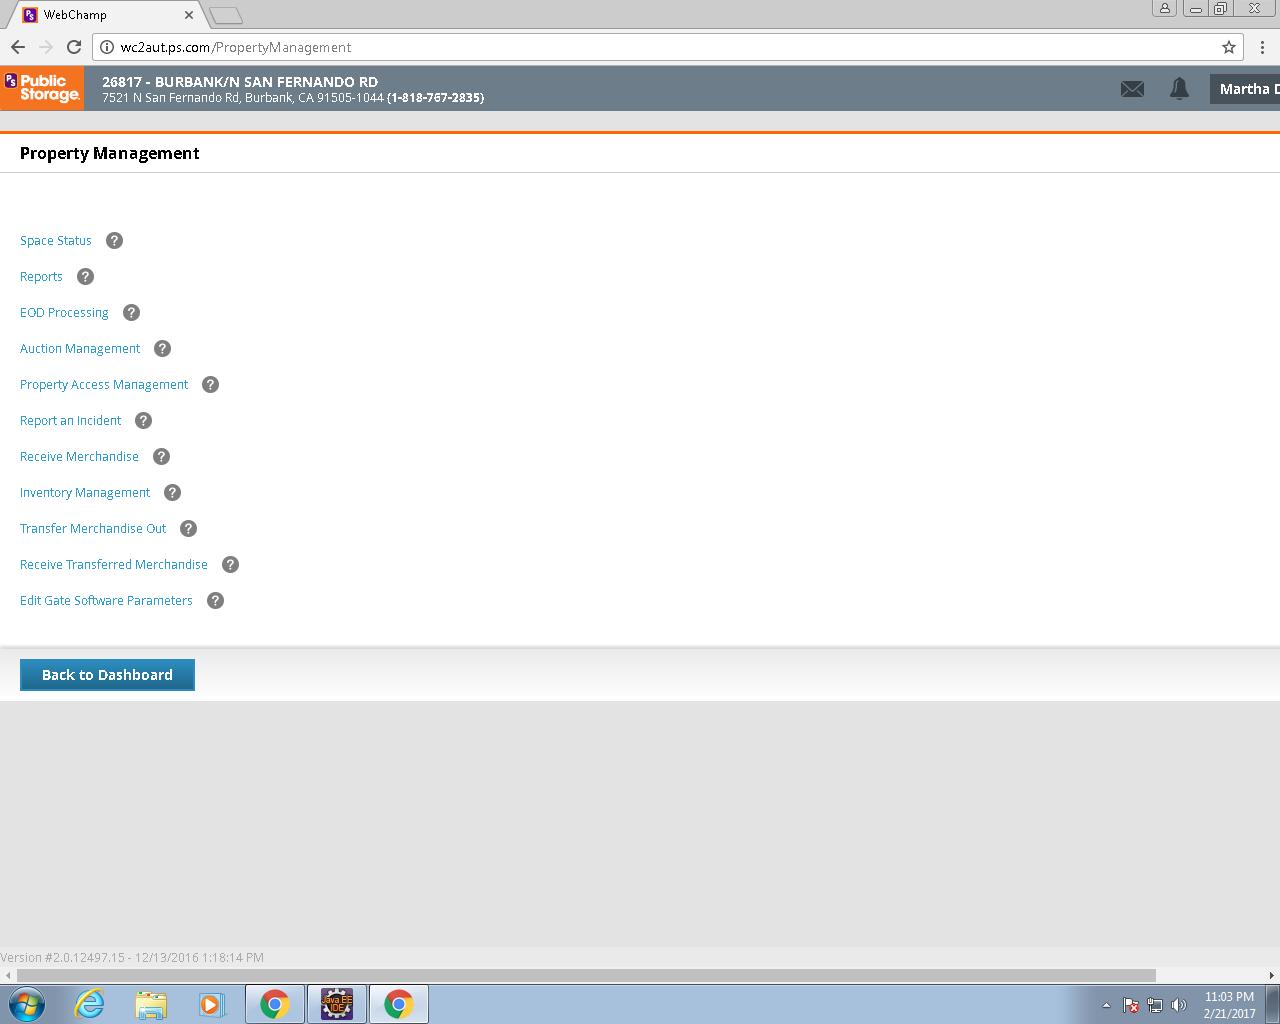 WebChamp
wc2aut.ps.com/PropertyManagement
PS Public Storage.
26817 - BURBANK/N SAN FERNANDO RD
7521 N San Fernando Rd, Burbank, CA 91505-1044 (1-818-767-2835)
Martha D
Property Management
Space Status ?
Reports ?
EOD Processing ?
Auction Management ?
Property Access Management ?
Report an Incident ?
Receive Merchandise ?
Inventory Management ?
Transfer Merchandise Out ?
Receive Transferred Merchandise ?
Edit Gate Software Parameters ?
Back to Dashboard
Version #2.0.12497.15 - 12/13/2016 1:18:14 PM
Java EE
IDE
11:03 PM
2/21/2017